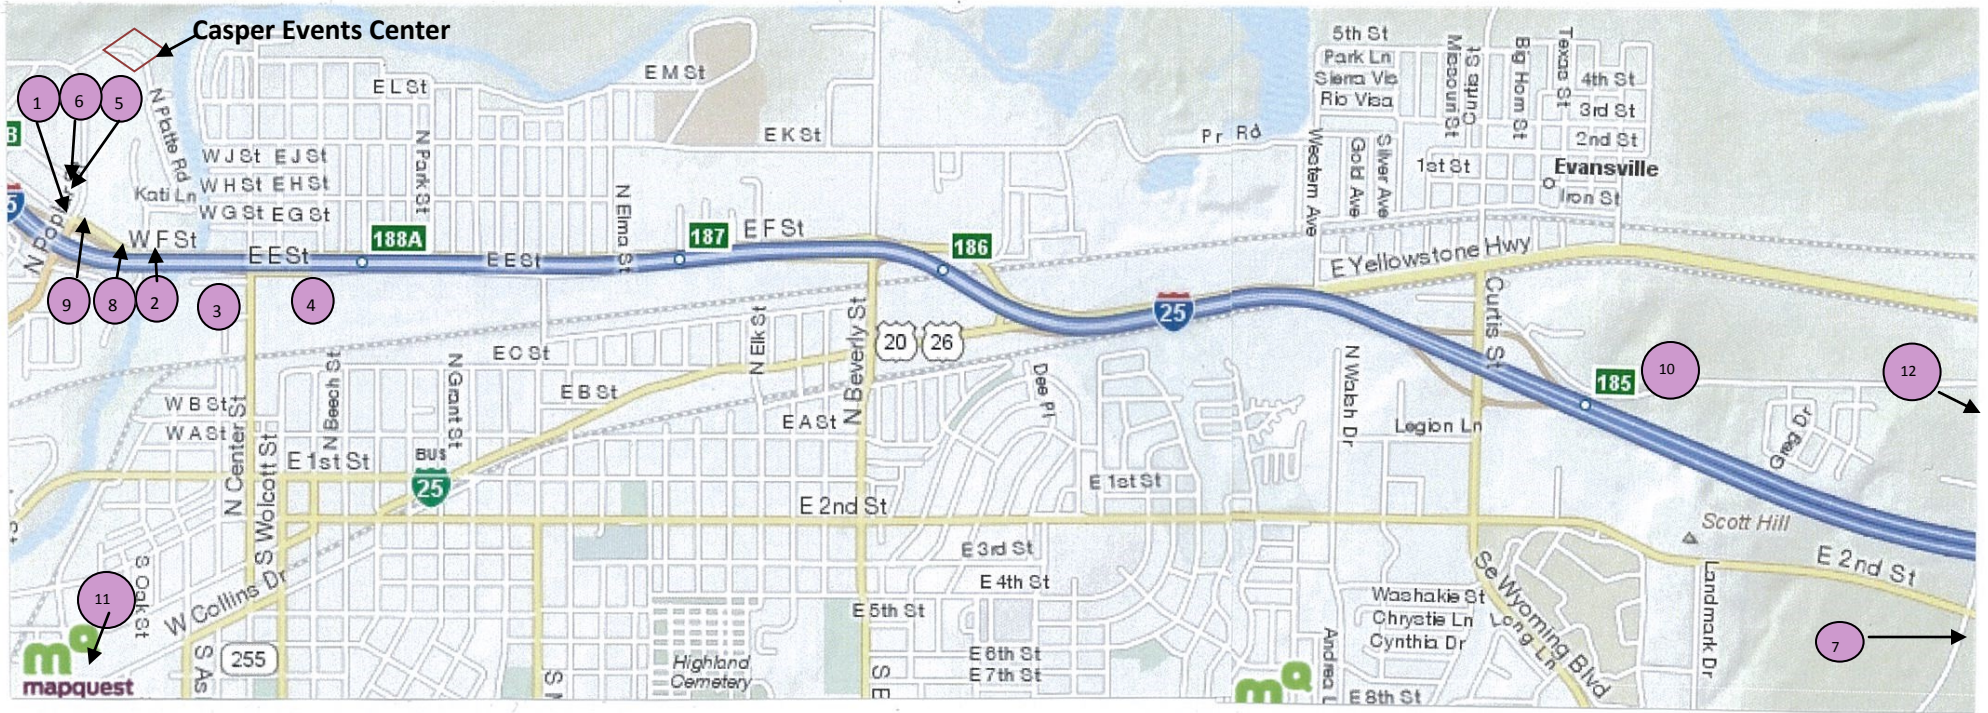 Casper Events Center
1
6
5
N Platte Rd
E L St
E M St
E K St
Pr Rd
5th St
Park Ln
Sierra Vis
Rio Visa
Missouri St
Curtis St
Big Horn St
Texas St
4th St
3rd St
2nd St
1st St
Evansville
Iron St
Western Ave
Gold Ave
Silver Ave
W J St
E J St
W H St
E H St
W G St
E G St
Kati Ln
N Park St
N Elma St
W F St
E E St
188A
E E St
187
E F St
186
E Yellowstone Hwy
9
8
2
3
4
25
20
26
Curtis St
N Elk St
N Beverly St
E C St
E B St
E A St
N Beech St
N Grant St
W B St
W A St
N Center St
S Wolcott St
E 1st St
BUS
25
Dee Pl
N Walsh Dr
Legion Ln
185
10
12
Greg Dr
E 1st St
E 2nd St
Scott Hill
E 2nd St
E 3rd St
E 4th St
E 5th St
E 6th St
E 7th St
Highland
Cemetery
S Oak St
W Collins Dr
11
255
S As
mapquest
Washakie St
Chrystie Ln
Cynthia Dr
Long Ln
Se Wyoming Blvd
Landmark Dr
Andrea L
E 8th St
7